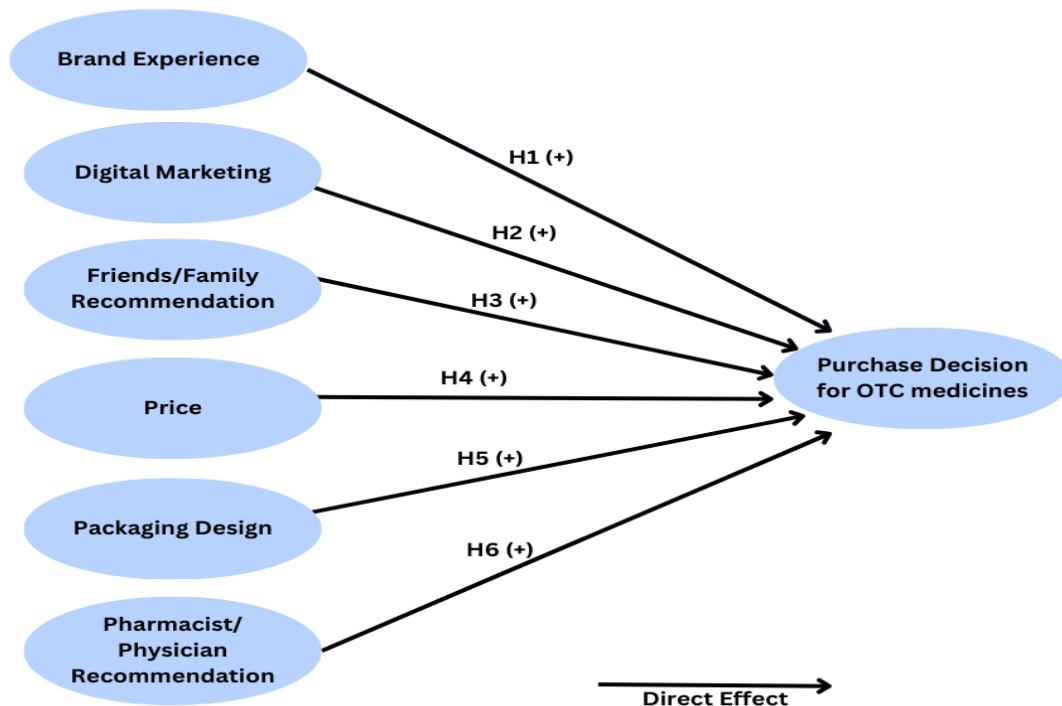 Brand Experience
H1 (+)
Digital Marketing
H2 (+)
Friends/Family
Recommendation
H3 (+)
Purchase Decision
for OTC medicines
H4 (+)
Price
H5 (+)
Packaging Design
H6 (+)
Pharmacist/
Physician
Recommendation
Direct Effect